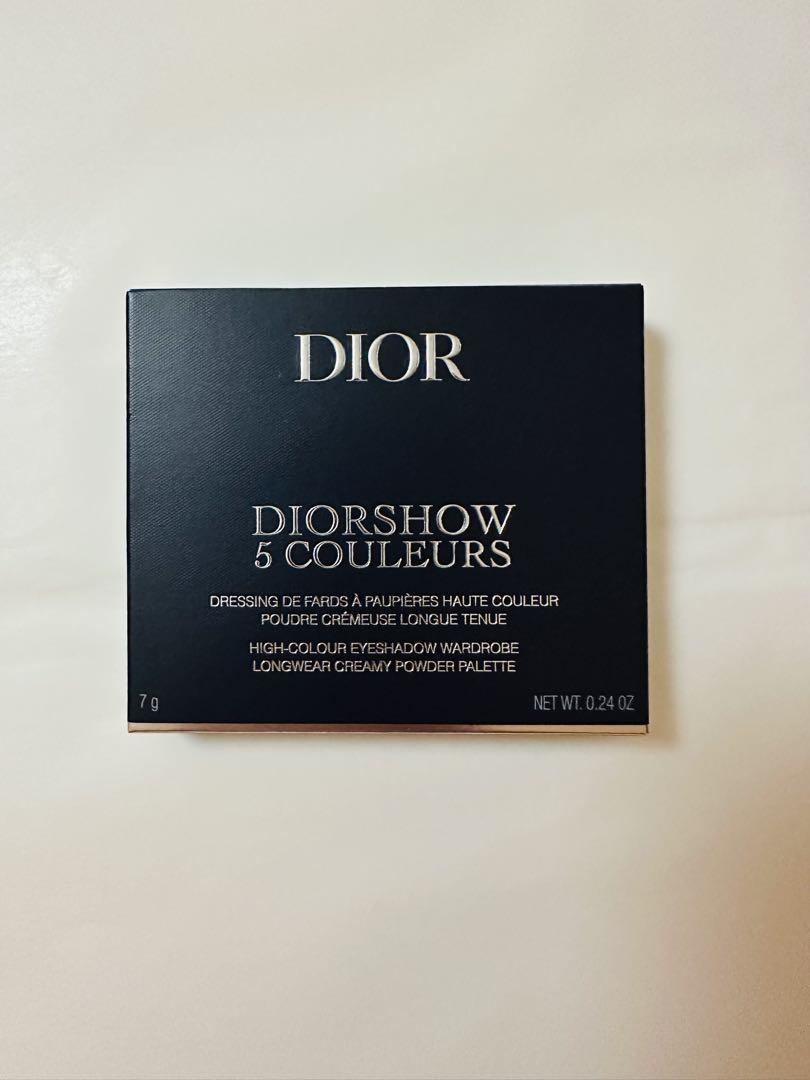 DIOR
DIORSHOW
5 COULEURS
DRESSING DE FARDS À PAUPIÈRES HAUTE COULEUR
POUDRE CRÉMEUSE LONGUE TENUE
HIGH-COLOUR EYESHADOW WARDROBE
LONGWEAR CREAMY POWDER PALETTE
7 g
NET WT. 0.24 OZ